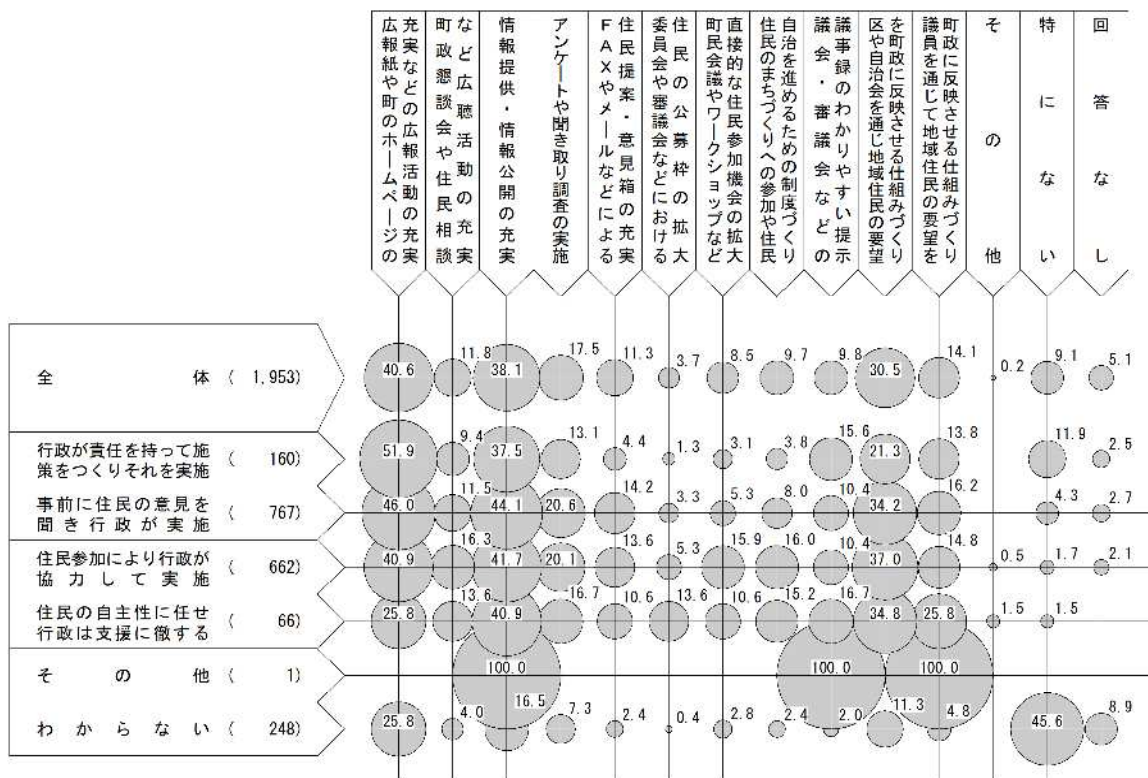 広報紙や町のホームページの
充実などの広報活動の充実
町政懇談会や住民相談
など広聴活動の充実
情報提供・情報公開の充実
アンケートや聞き取り調査の実施
FAXやメールなどによる
住民提案・意見箱の充実
委員会や審議会などにおける
住民の公募枠の拡大
町民会議やワークショップなど
直接的な住民参加機会の拡大
住民のまちづくりへの参加や住民
自治を進めるための制度づくり
議会・審議会などの
議事録のわかりやすい提示
区や自治会を通じ地域住民の要望
を町政に反映させる仕組みづくり
議員を通じて地域住民の要望を
町政に反映させる仕組みづくり
その他
特にない
回答なし
全体 ( 1,953) 40.6 11.8 38.1 17.5 11.3 3.7 8.5 9.7 9.8 30.5 14.1 0.2 9.1 5.1
行政が責任を持って施
策をつくりそれを実施 ( 160) 51.9 9.4 37.5 13.1 4.4 1.3 3.1 3.8 15.6 21.3 13.8 11.9 2.5
事前に住民の意見を
聞き行政が実施 ( 767) 46.0 11.5 44.1 20.6 14.2 3.3 5.3 8.0 10.4 34.2 16.2 4.3 2.7
住民参加により行政が
協力して実施 ( 662) 40.9 16.3 41.7 20.1 13.6 5.3 15.9 16.0 10.4 37.0 14.8 0.5 1.7 2.1
住民の自主性に任せ
行政は支援に徹する ( 66) 25.8 13.6 40.9 16.7 10.6 13.6 10.6 15.2 16.7 34.8 25.8 1.5 1.5
その他 ( 1) 100.0 100.0 100.0
わからない ( 248) 25.8 4.0 16.5 7.3 2.4 0.4 2.8 2.4 2.0 11.3 4.8 45.6 8.9